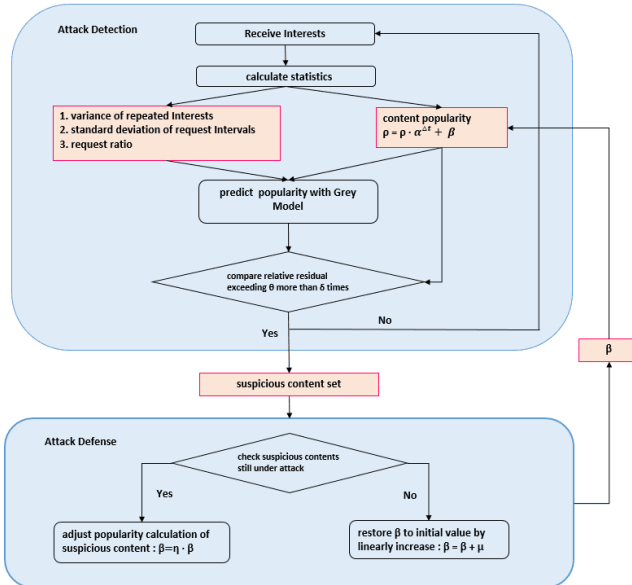 Attack Detection
Receive Interests
calculate statistics
1. variance of repeated Interests
2. standard deviation of request Intervals
3. request ratio
content popularity
ρ = ρ · α^Δt + β
predict popularity with Grey
Model
compare relative residual
exceeding θ more than δ times
No
Yes
β
suspicious content set
Attack Defense
check suspicious contents
still under attack
Yes
No
adjust popularity calculation of
suspicious content : β=η · β
restore β to initial value by
linearly increase : β = β + μ